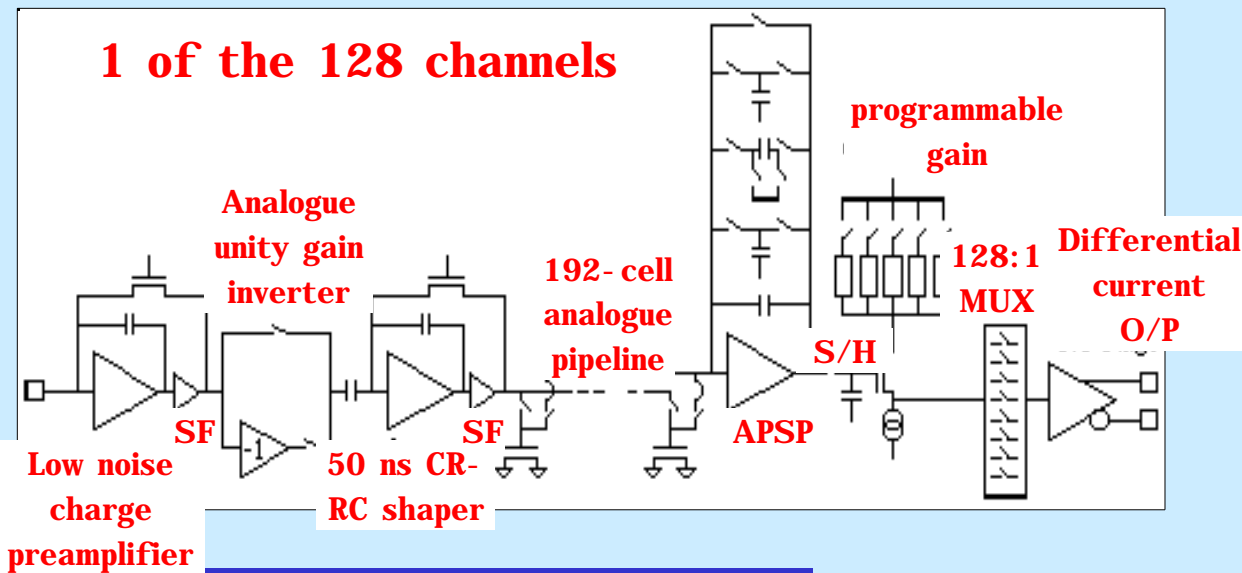 1 of the 128 channels
programmable
gain
Analogue
unity gain
inverter
192-cell
analogue
pipeline
128:1
MUX
Differential
current
O/P
S/H
SF
SF
APSP
-1
Low noise
charge
preamplifier
50 ns CR-
RC shaper